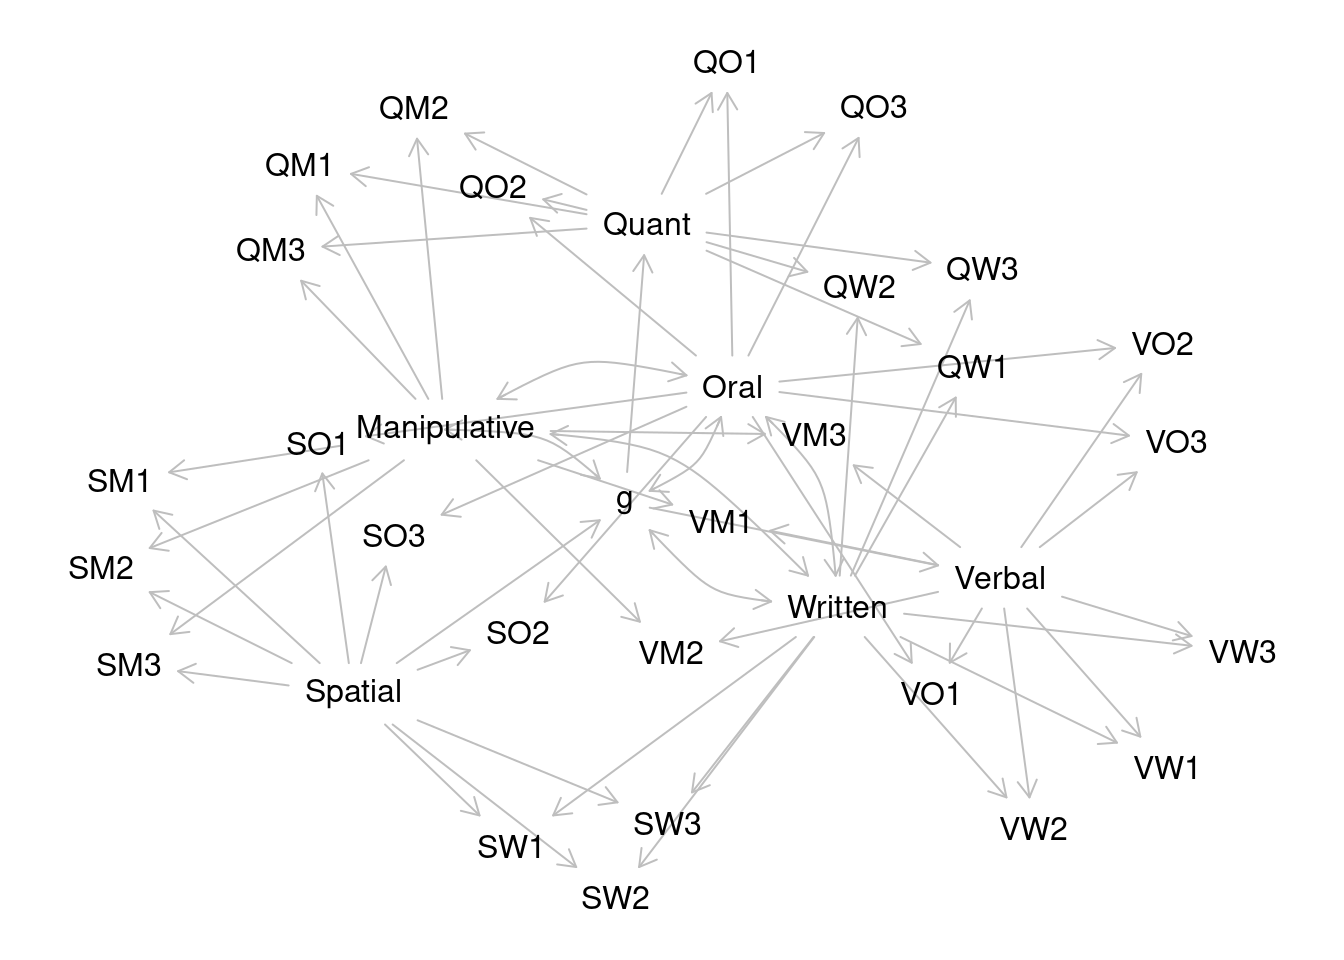 QO1
QM2
QO3
QM1
QO2
Quant
QM3
QW3
QW2
VO2
QW1
Oral
Manipulative
VM3
SO1
VO3
SM1
g
VM1
SO3
SM2
Verbal
Written
SO2
VM2
VW3
SM3
Spatial
VO1
VW1
SW3
VW2
SW1
SW2